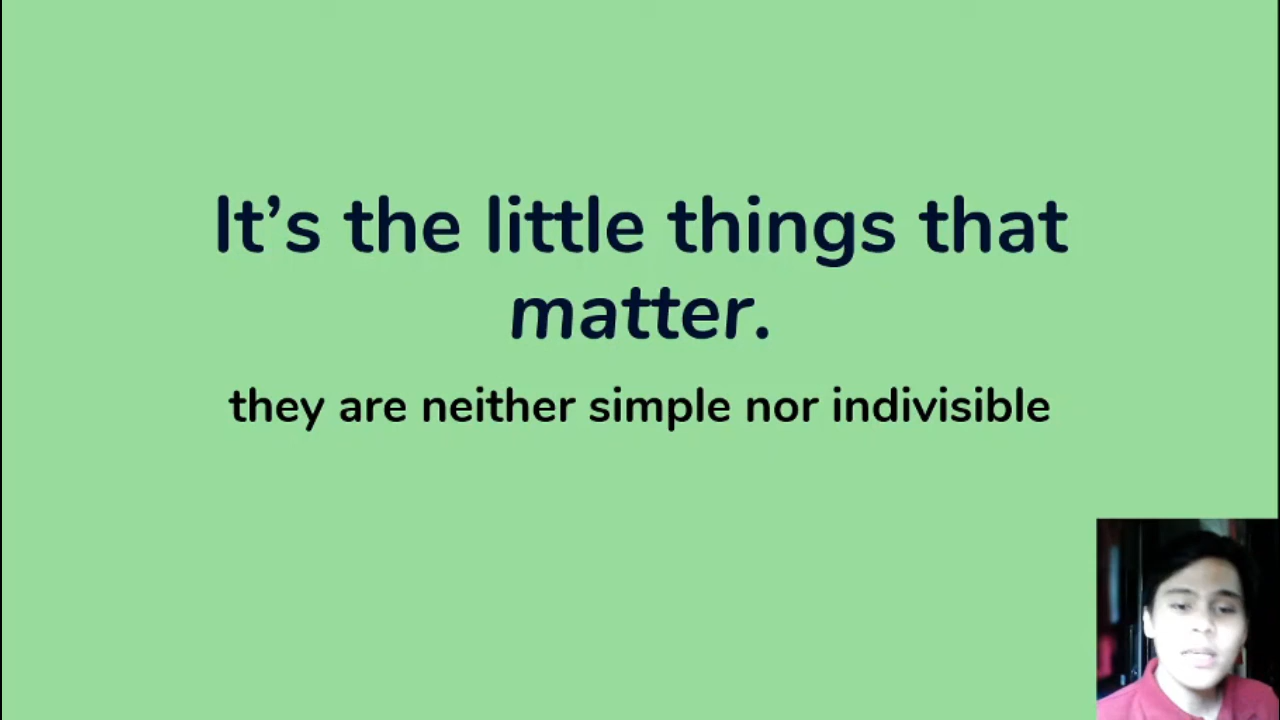 It’s the little things that
matter.
they are neither simple nor indivisible